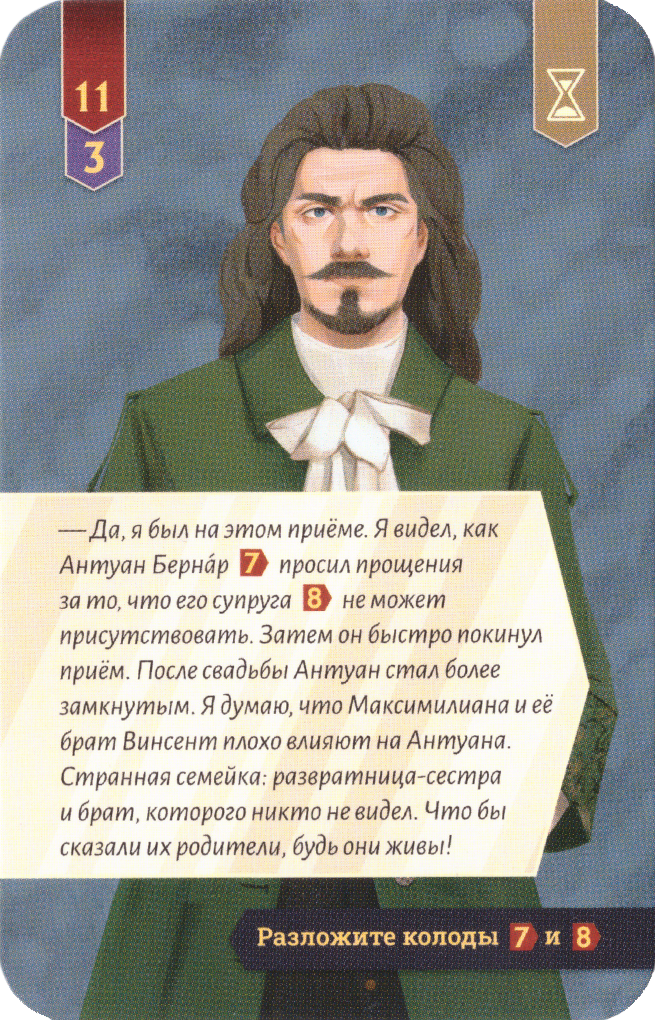 11
3
— Да, я был на этом приёме. Я видел, как
Антуан Берна́р 7 просил прощения
за то, что его супруга 8 не может
присутствовать. Затем он быстро покинул
приём. После свадьбы Антуан стал более
замкнутым. Я думаю, что Максимилиана и её
брат Винсент плохо влияют на Антуана.
Странная семейка: развратница-сестра
и брат, которого никто не видел. Что бы
сказали их родители, будь они живы!
Разложите колоды 7 и 8